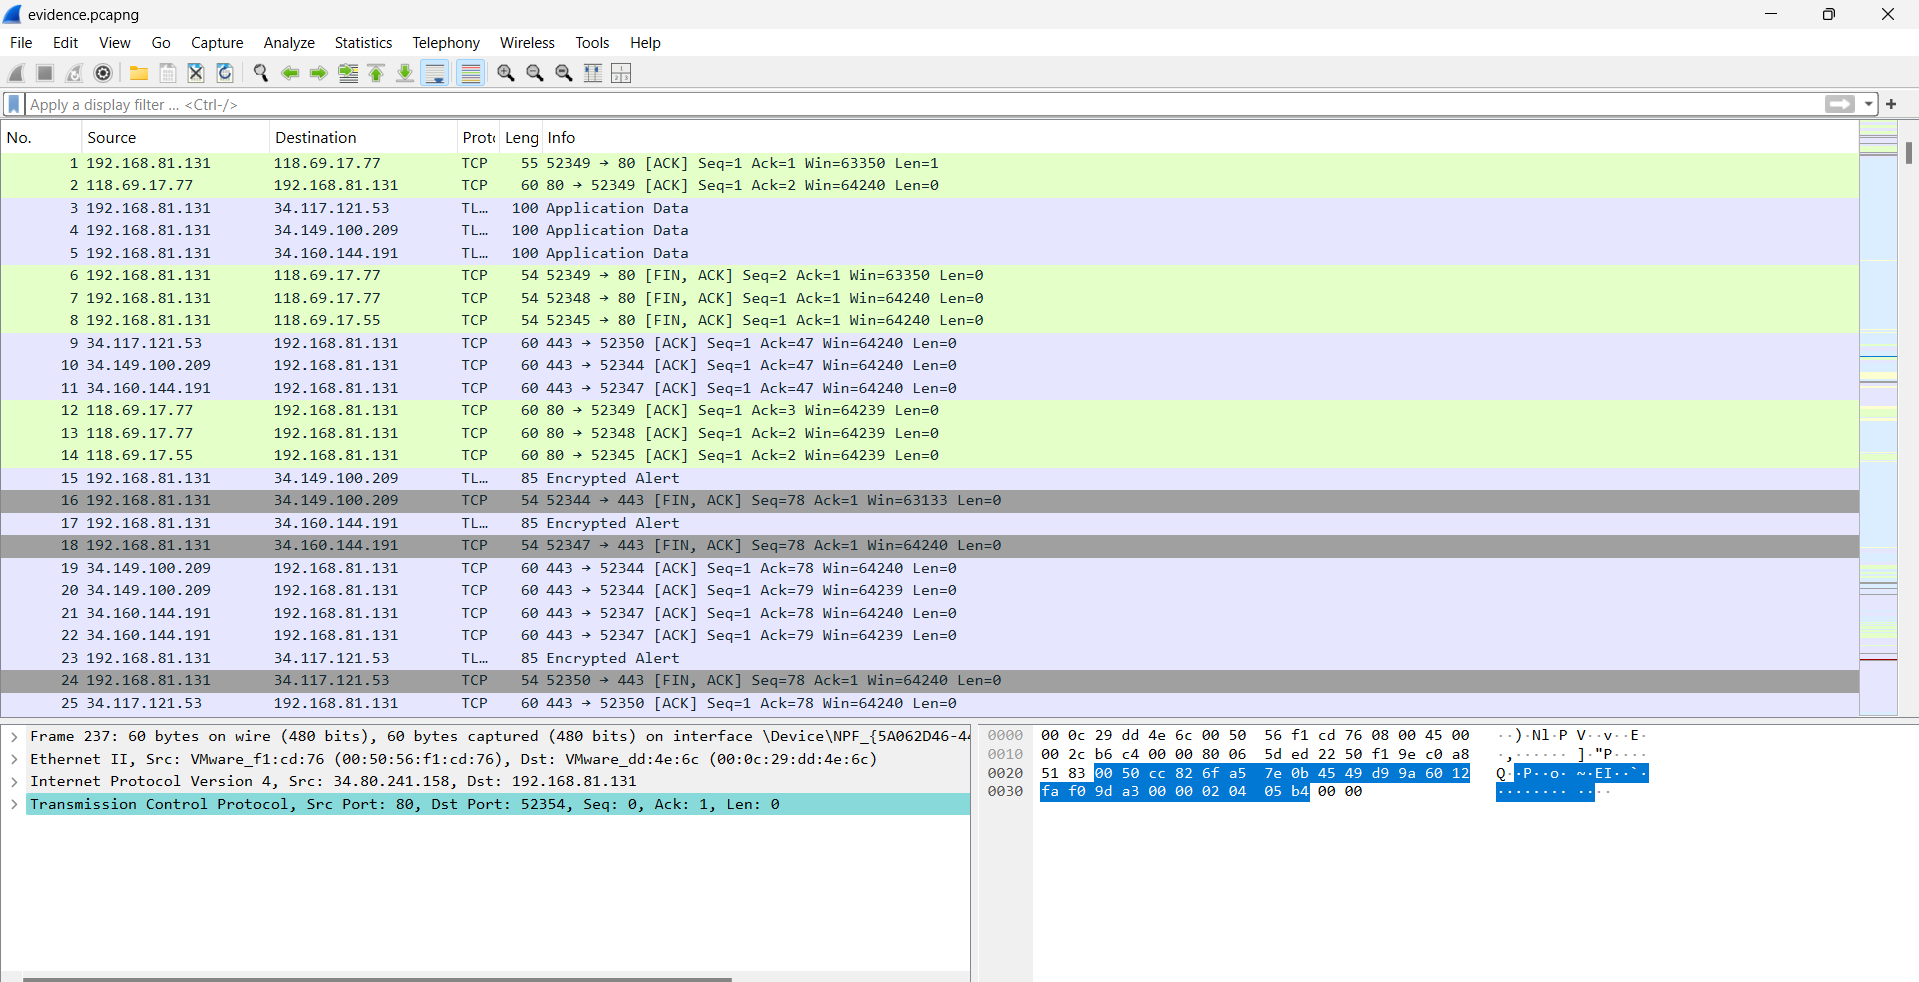 evidence.pcapng
File Edit View Go Capture Analyze Statistics Telephony Wireless Tools Help
Apply a display filter ... <Ctrl-/>
No. Source Destination Proto Leng Info
1 192.168.81.131 118.69.17.77 TCP 55 52349 → 80 [ACK] Seq=1 Ack=1 Win=63350 Len=1
2 118.69.17.77 192.168.81.131 TCP 60 80 → 52349 [ACK] Seq=1 Ack=2 Win=64240 Len=0
3 192.168.81.131 34.117.121.53 TL… 100 Application Data
4 192.168.81.131 34.149.100.209 TL… 100 Application Data
5 192.168.81.131 34.160.144.191 TL… 100 Application Data
6 192.168.81.131 118.69.17.77 TCP 54 52349 → 80 [FIN, ACK] Seq=2 Ack=1 Win=63350 Len=0
7 192.168.81.131 118.69.17.77 TCP 54 52348 → 80 [FIN, ACK] Seq=1 Ack=1 Win=64240 Len=0
8 192.168.81.131 118.69.17.55 TCP 54 52345 → 80 [FIN, ACK] Seq=1 Ack=1 Win=64240 Len=0
9 34.117.121.53 192.168.81.131 TCP 60 443 → 52350 [ACK] Seq=1 Ack=47 Win=64240 Len=0
10 34.149.100.209 192.168.81.131 TCP 60 443 → 52344 [ACK] Seq=1 Ack=47 Win=64240 Len=0
11 34.160.144.191 192.168.81.131 TCP 60 443 → 52347 [ACK] Seq=1 Ack=47 Win=64240 Len=0
12 118.69.17.77 192.168.81.131 TCP 60 80 → 52349 [ACK] Seq=1 Ack=3 Win=64239 Len=0
13 118.69.17.77 192.168.81.131 TCP 60 80 → 52348 [ACK] Seq=1 Ack=2 Win=64239 Len=0
14 118.69.17.55 192.168.81.131 TCP 60 80 → 52345 [ACK] Seq=1 Ack=2 Win=64239 Len=0
15 192.168.81.131 34.149.100.209 TL… 85 Encrypted Alert
16 192.168.81.131 34.149.100.209 TCP 54 52344 → 443 [FIN, ACK] Seq=78 Ack=1 Win=63133 Len=0
17 192.168.81.131 34.160.144.191 TL… 85 Encrypted Alert
18 192.168.81.131 34.160.144.191 TCP 54 52347 → 443 [FIN, ACK] Seq=78 Ack=1 Win=64240 Len=0
19 34.149.100.209 192.168.81.131 TCP 60 443 → 52344 [ACK] Seq=1 Ack=78 Win=64240 Len=0
20 34.149.100.209 192.168.81.131 TCP 60 443 → 52344 [ACK] Seq=1 Ack=79 Win=64239 Len=0
21 34.160.144.191 192.168.81.131 TCP 60 443 → 52347 [ACK] Seq=1 Ack=78 Win=64240 Len=0
22 34.160.144.191 192.168.81.131 TCP 60 443 → 52347 [ACK] Seq=1 Ack=79 Win=64239 Len=0
23 192.168.81.131 34.117.121.53 TL… 85 Encrypted Alert
24 192.168.81.131 34.117.121.53 TCP 54 52350 → 443 [FIN, ACK] Seq=78 Ack=1 Win=64240 Len=0
25 34.117.121.53 192.168.81.131 TCP 60 443 → 52350 [ACK] Seq=1 Ack=78 Win=64240 Len=0
Frame 237: 60 bytes on wire (480 bits), 60 bytes captured (480 bits) on interface \Device\NPF_{5A062D46-44
Ethernet II, Src: VMware_f1:cd:76 (00:50:56:f1:cd:76), Dst: VMware_dd:4e:6c (00:0c:29:dd:4e:6c)
Internet Protocol Version 4, Src: 34.80.241.158, Dst: 192.168.81.131
Transmission Control Protocol, Src Port: 80, Dst Port: 52354, Seq: 0, Ack: 1, Len: 0
0000 00 0c 29 dd 4e 6c 00 50 56 f1 cd 76 08 00 45 00 ··)·Nl·P V··v··E·
0010 00 2c b6 c4 00 00 80 06 5d ed 22 50 f1 9e c0 a8 ·,······ ]·"P····
0020 51 83 00 50 cc 82 6f a5 7e 0b 45 49 d9 9a 60 12 Q··P··o· ~·EI··`·
0030 fa f0 9d a3 00 00 02 04 05 b4 00 00 ········ ····